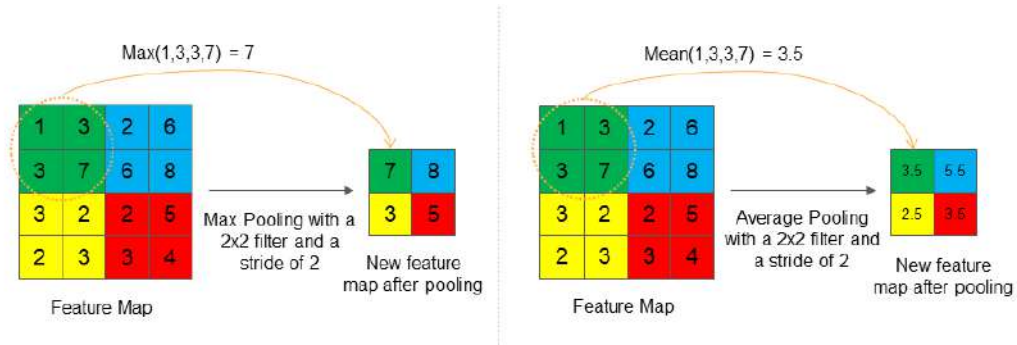 Max(1,3,3,7) = 7
1 3 2 6
3 7 6 8
3 2 2 5
2 3 3 4
Feature Map
Max Pooling with a
2x2 filter and a
stride of 2
7 8
3 5
New feature
map after pooling
Mean(1,3,3,7) = 3.5
1 3 2 6
3 7 6 8
3 2 2 5
2 3 3 4
Feature Map
Average Pooling
with a 2x2 filter and
a stride of 2
3.5 5.5
2.5 3.5
New feature
map after pooling